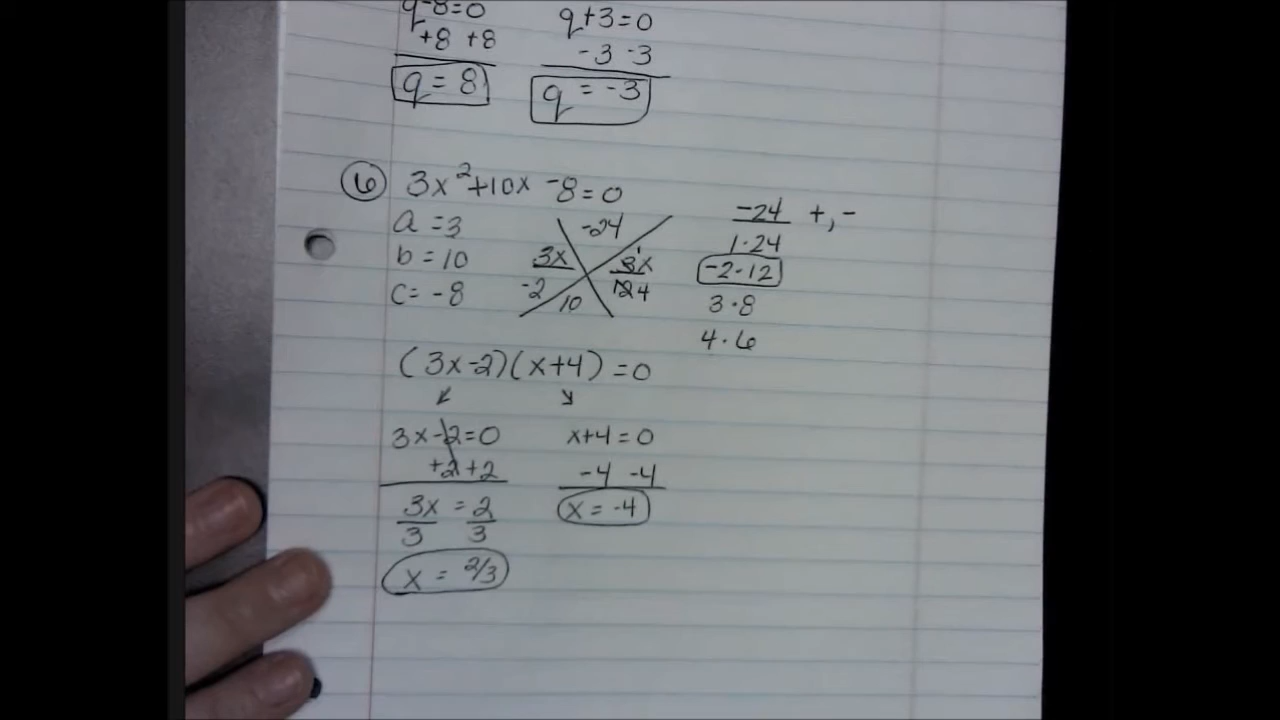 q-8=0 q+3=0
+8 +8 -3 -3
q = 8 q = -3
6 3x²+10x -8=0
a = 3 -24 -24 +, -
b = 10 3x 3x 1·24
c = -8 -2 10 12 4 -2·12
3·8
4·6
(3x-2)(x+4) = 0
3x-2=0 x+4=0
+2 +2 -4 -4
3x = 2 x = -4
3 3
x = 2/3